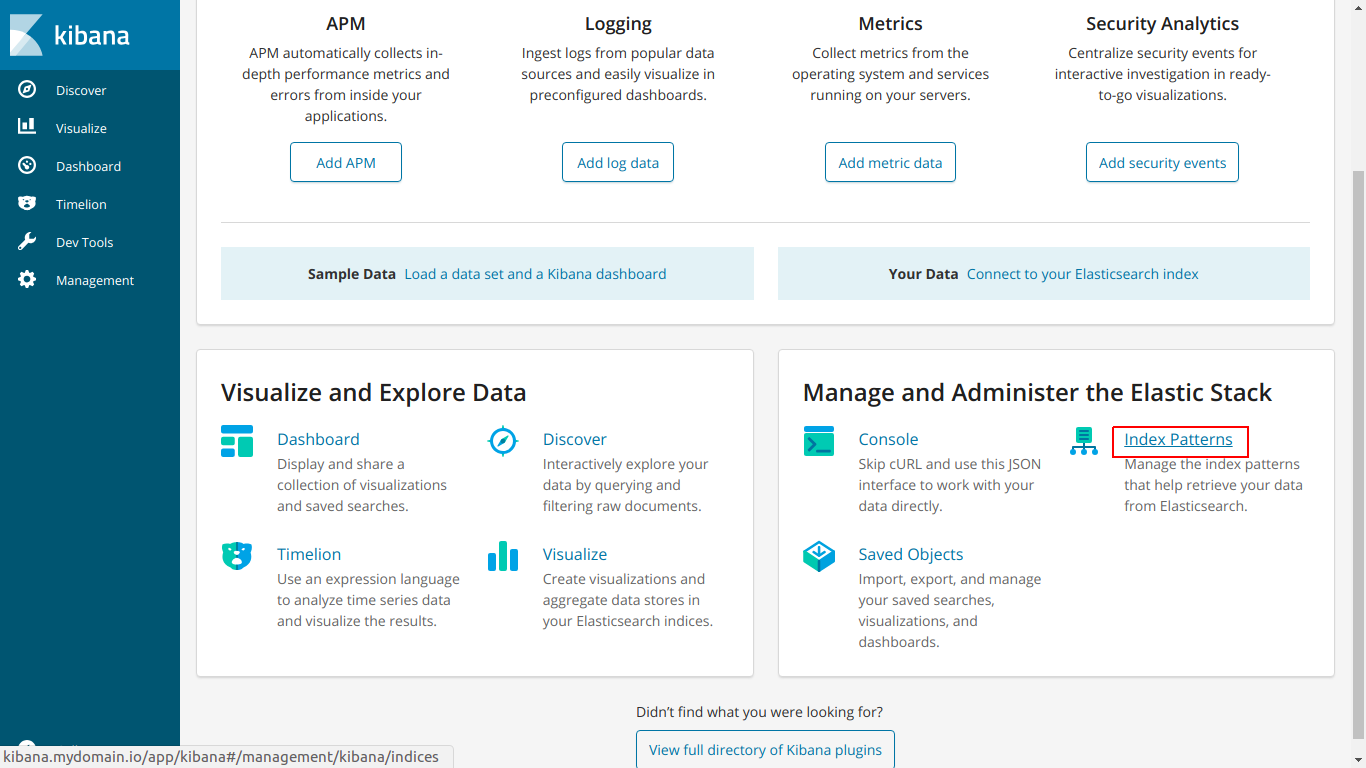 kibana
Discover
Visualize
Dashboard
Timelion
Dev Tools
Management
APM
APM automatically collects in-
depth performance metrics and
errors from inside your
applications.
Add APM
Logging
Ingest logs from popular data
sources and easily visualize in
preconfigured dashboards.
Add log data
Metrics
Collect metrics from the
operating system and services
running on your servers.
Add metric data
Security Analytics
Centralize security events for
interactive investigation in ready-
to-go visualizations.
Add security events
Sample Data Load a data set and a Kibana dashboard
Your Data Connect to your Elasticsearch index
Visualize and Explore Data
Dashboard
Display and share a
collection of visualizations
and saved searches.
Discover
Interactively explore your
data by querying and
filtering raw documents.
Timelion
Use an expression language
to analyze time series data
and visualize the results.
Visualize
Create visualizations and
aggregate data stores in
your Elasticsearch indices.
Manage and Administer the Elastic Stack
Console
Skip cURL and use this JSON
interface to work with your
data directly.
Index Patterns
Manage the index patterns
that help retrieve your data
from Elasticsearch.
Saved Objects
Import, export, and manage
your saved searches,
visualizations, and
dashboards.
Didn’t find what you were looking for?
View full directory of Kibana plugins
kibana.mydomain.io/app/kibana#/management/kibana/indices